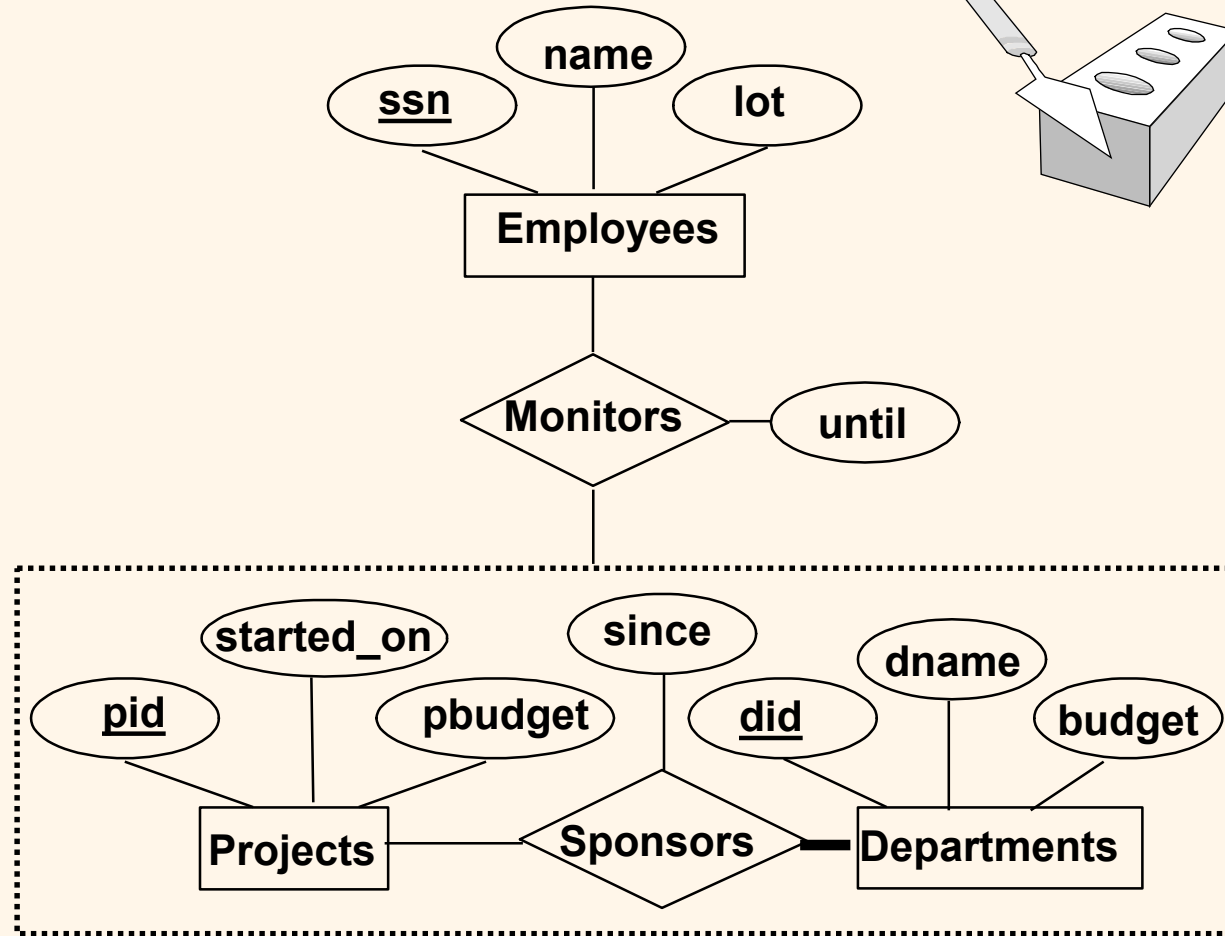 name
ssn
lot
Employees
Monitors
until
started_on
since
dname
pid
pbudget
did
budget
Projects
Sponsors
Departments